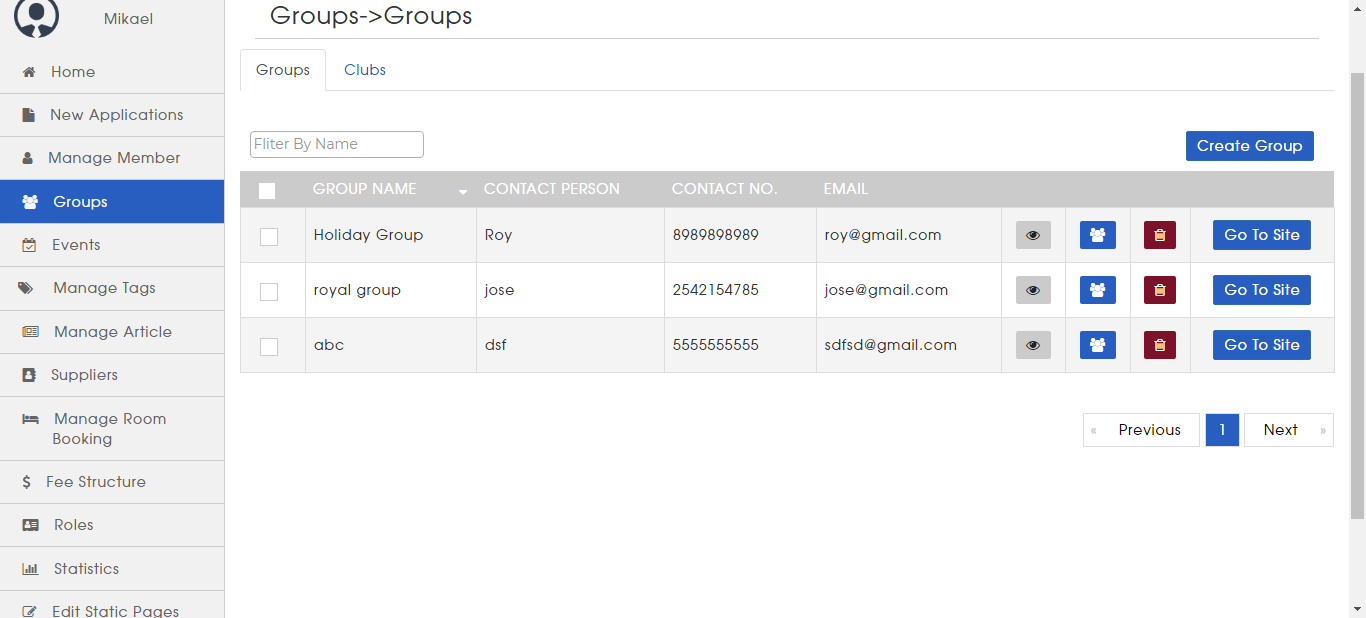 Mikael
Home
New Applications
Manage Member
Groups
Events
Manage Tags
Manage Article
Suppliers
Manage Room
Booking
Fee Structure
Roles
Statistics
Edit Static Pages
Groups->Groups
Groups Clubs
Fliter By Name
Create Group
GROUP NAME CONTACT PERSON CONTACT NO. EMAIL
Holiday Group Roy 8989898989 roy@gmail.com Go To Site
royal group jose 2542154785 jose@gmail.com Go To Site
abc dsf 5555555555 sdfsd@gmail.com Go To Site
« Previous 1 Next »